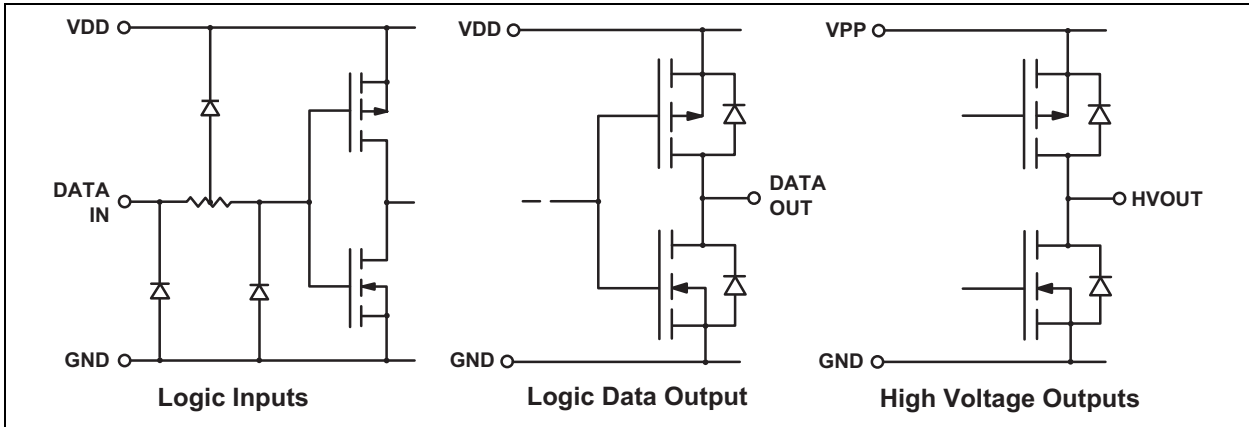 VDD
DATA
IN
GND
Logic Inputs
VDD
DATA
OUT
GND
Logic Data Output
VPP
HVOUT
GND
High Voltage Outputs